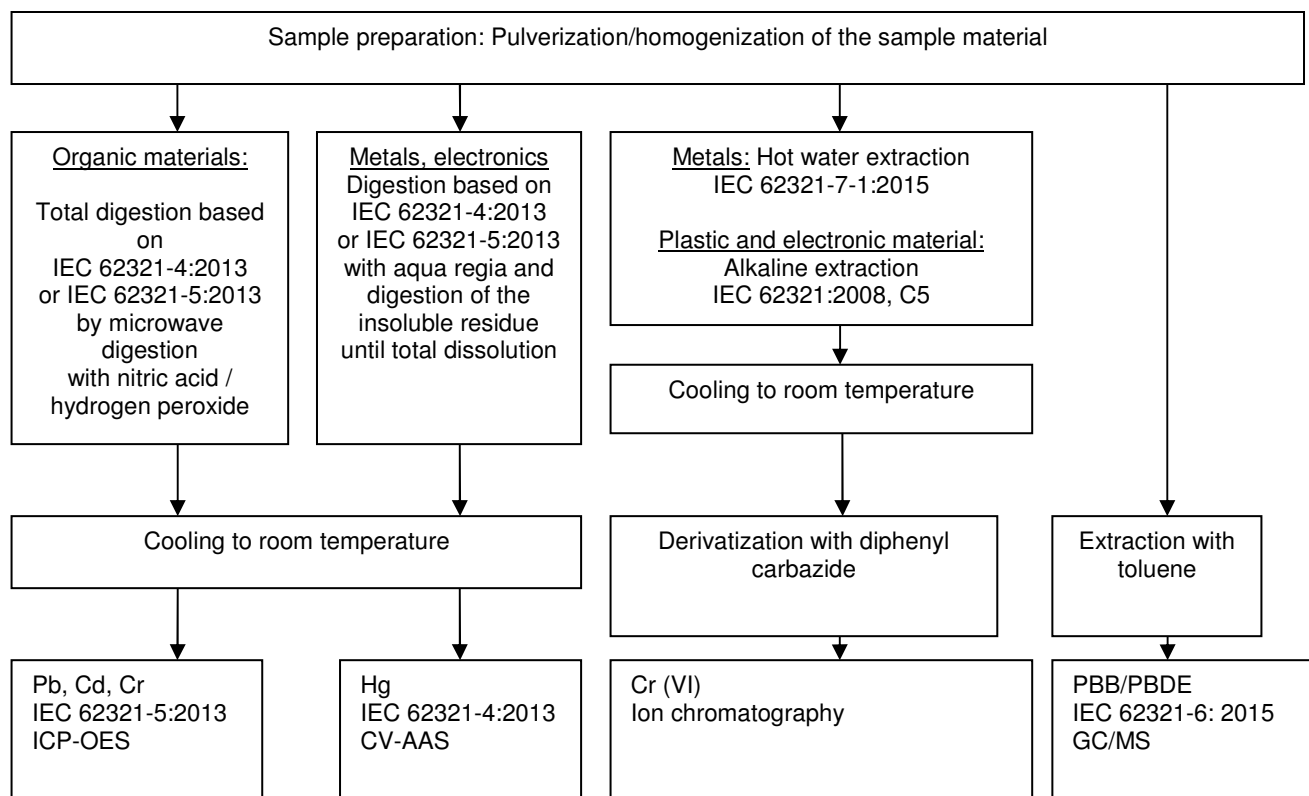 Sample preparation: Pulverization/homogenization of the sample material
Organic materials:
Total digestion based
on
IEC 62321-4:2013
or IEC 62321-5:2013
by microwave
digestion
with nitric acid /
hydrogen peroxide
Metals, electronics
Digestion based on
IEC 62321-4:2013
or IEC 62321-5:2013
with aqua regia and
digestion of the
insoluble residue
until total dissolution
Metals: Hot water extraction
IEC 62321-7-1:2015
Plastic and electronic material:
Alkaline extraction
IEC 62321:2008, C5
Cooling to room temperature
Cooling to room temperature
Derivatization with diphenyl
carbazide
Extraction with
toluene
Pb, Cd, Cr
IEC 62321-5:2013
ICP-OES
Hg
IEC 62321-4:2013
CV-AAS
Cr (VI)
Ion chromatography
PBB/PBDE
IEC 62321-6: 2015
GC/MS